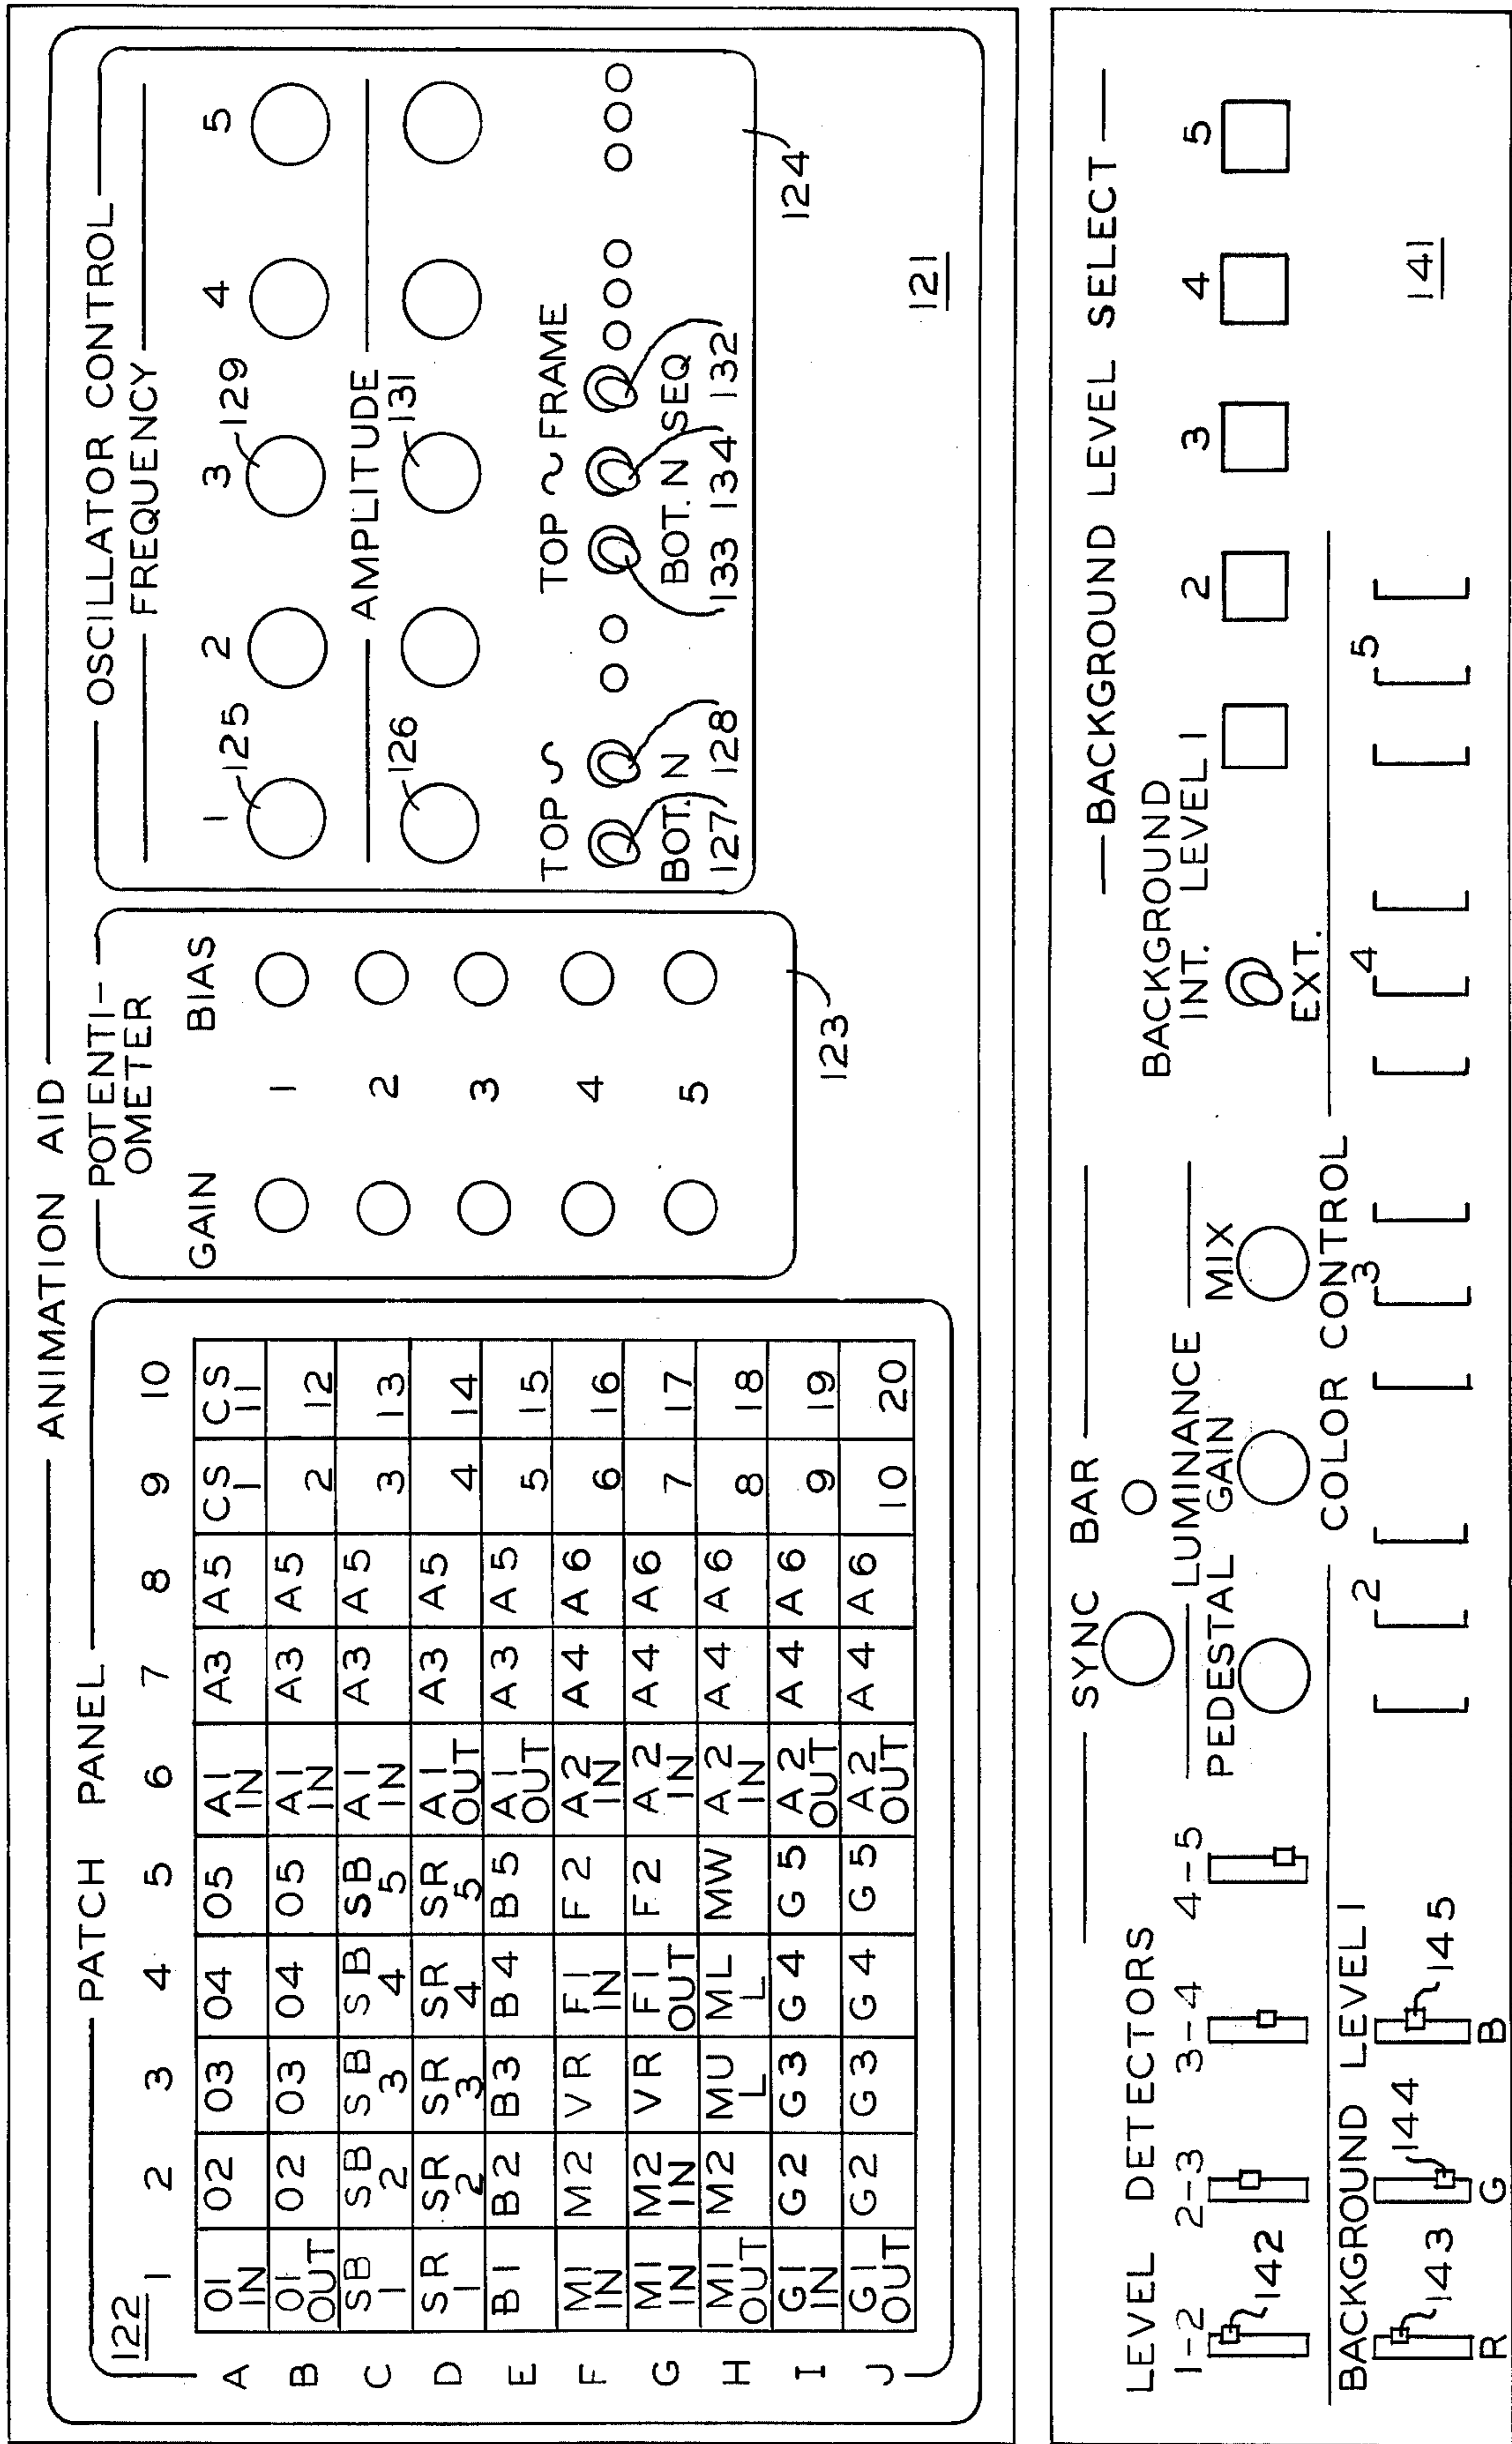 ANIMATION AID
PATCH PANEL
122
1 2 3 4 5 6 7 8 9 10
A
O1 IN
O2
O3
O4
O5
A1 IN
A3
A5
CS 1
CS 11
B
O1 OUT
O2
O3
O4
O5
A1 IN
A3
A5
2
12
C
SB 1
SB 2
SB 3
SB 4
SB 5
A1 IN
A3
A5
3
13
D
SR 1
SR 2
SR 3
SR 4
SR 5
A1 OUT
A3
A5
4
14
E
B1
B2
B3
B4
B5
A1 OUT
A3
A5
5
15
F
M1 IN
M2
VR
F1 IN
F2
A2 IN
A4
A6
6
16
G
M1 IN
M2 IN
VR
F1 OUT
F2
A2 IN
A4
A6
7
17
H
M1 OUT
M2
MU L
ML L
MW
A2 IN
A4
A6
8
18
I
G1 IN
G2
G3
G4
G5
A2 OUT
A4
A6
9
19
J
G1 OUT
G2
G3
G4
G5
A2 OUT
A4
A6
10
20
POTENTI-
OMETER
GAIN BIAS
1
2
3
4
5
123
OSCILLATOR CONTROL
FREQUENCY
1 2 3 4 5
125
129
AMPLITUDE
126
131
TOP
TOP FRAME
BOT. N
BOT. N SEQ
127 128
133 134 132
124
121
LEVEL DETECTORS
1-2 2-3 3-4 4-5
142
SYNC BAR
LUMINANCE
PEDESTAL GAIN MIX
BACKGROUND LEVEL SELECT
BACKGROUND
INT. LEVEL 1 2 3 4 5
EXT.
COLOR CONTROL
BACKGROUND LEVEL 1
2 3 4 5
143
144
145
R G B
141